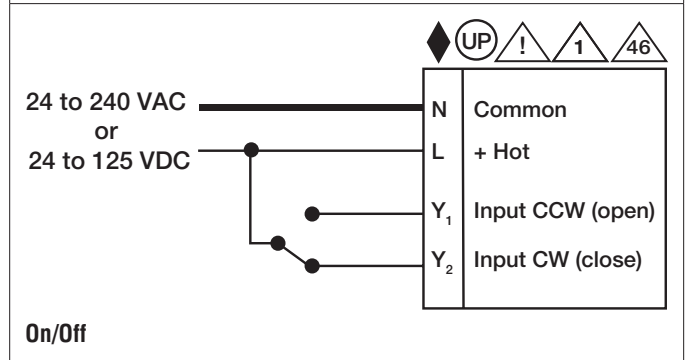 UP ! 1 46
24 to 240 VAC
or
24 to 125 VDC
N Common
L + Hot
Y1 Input CCW (open)
Y2 Input CW (close)
On/Off